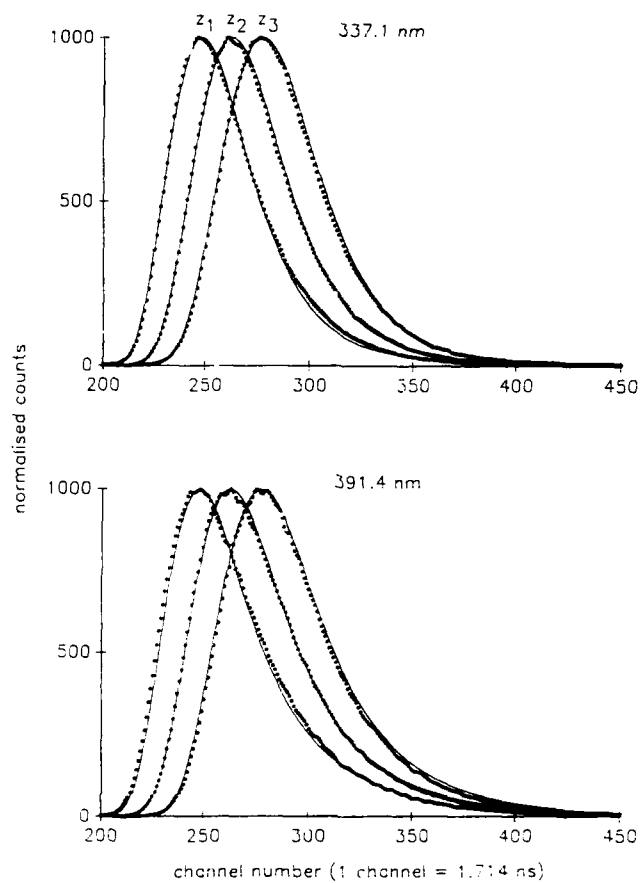 z1 z2 z3
337.1 nm
1000
500
0
200 250 300 350 400 450
normalised counts
391.4 nm
1000
500
0
200 250 300 350 400 450
channel number (1 channel = 1.714 ns)